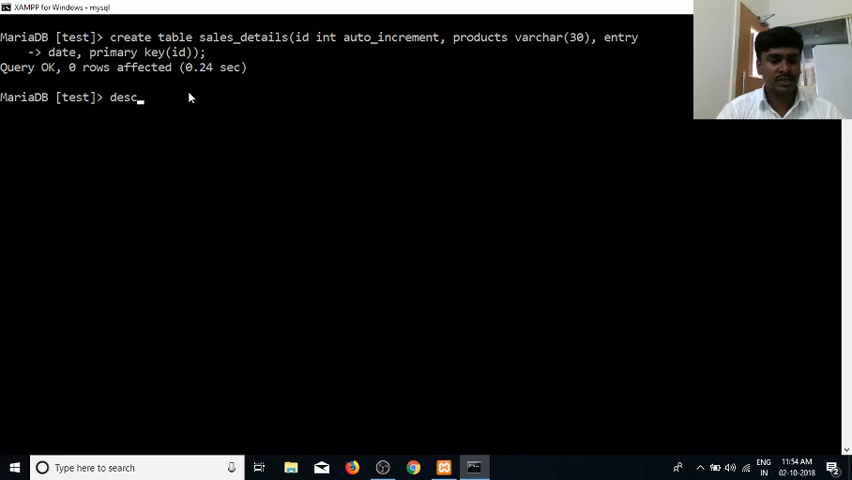 XAMPP for Windows - mysql
MariaDB [test]> create table sales_details(id int auto_increment, products varchar(30), entry
-> date, primary key(id));
Query OK, 0 rows affected (0.24 sec)
MariaDB [test]> desc_
Type here to search
ENG
IN
11:54 AM
02-10-2018
2